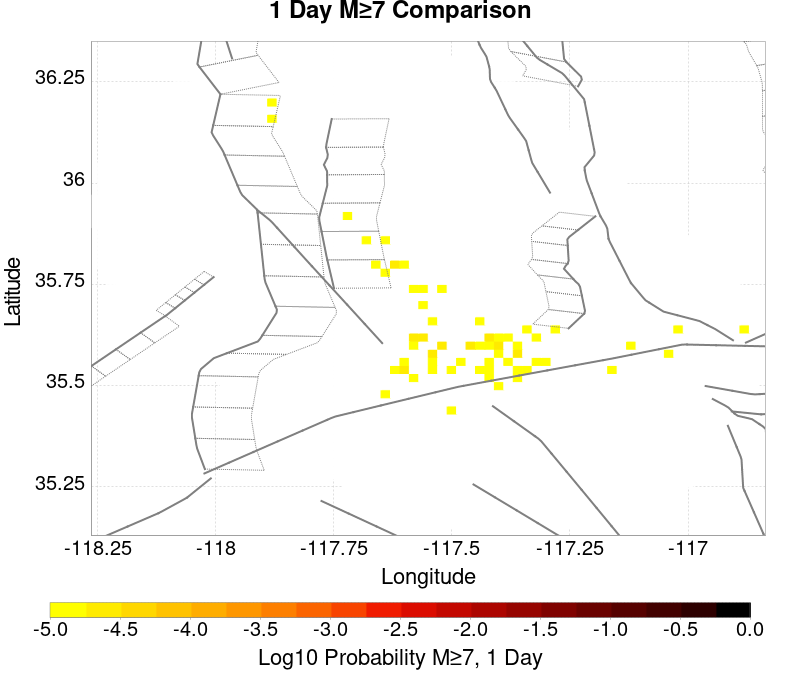 1 Day M≥7 Comparison
36.25
36
35.75
35.5
35.25
Latitude
-118.25 -118 -117.75 -117.5 -117.25 -117
Longitude
-5.0 -4.5 -4.0 -3.5 -3.0 -2.5 -2.0 -1.5 -1.0 -0.5 0.0
Log10 Probability M≥7, 1 Day